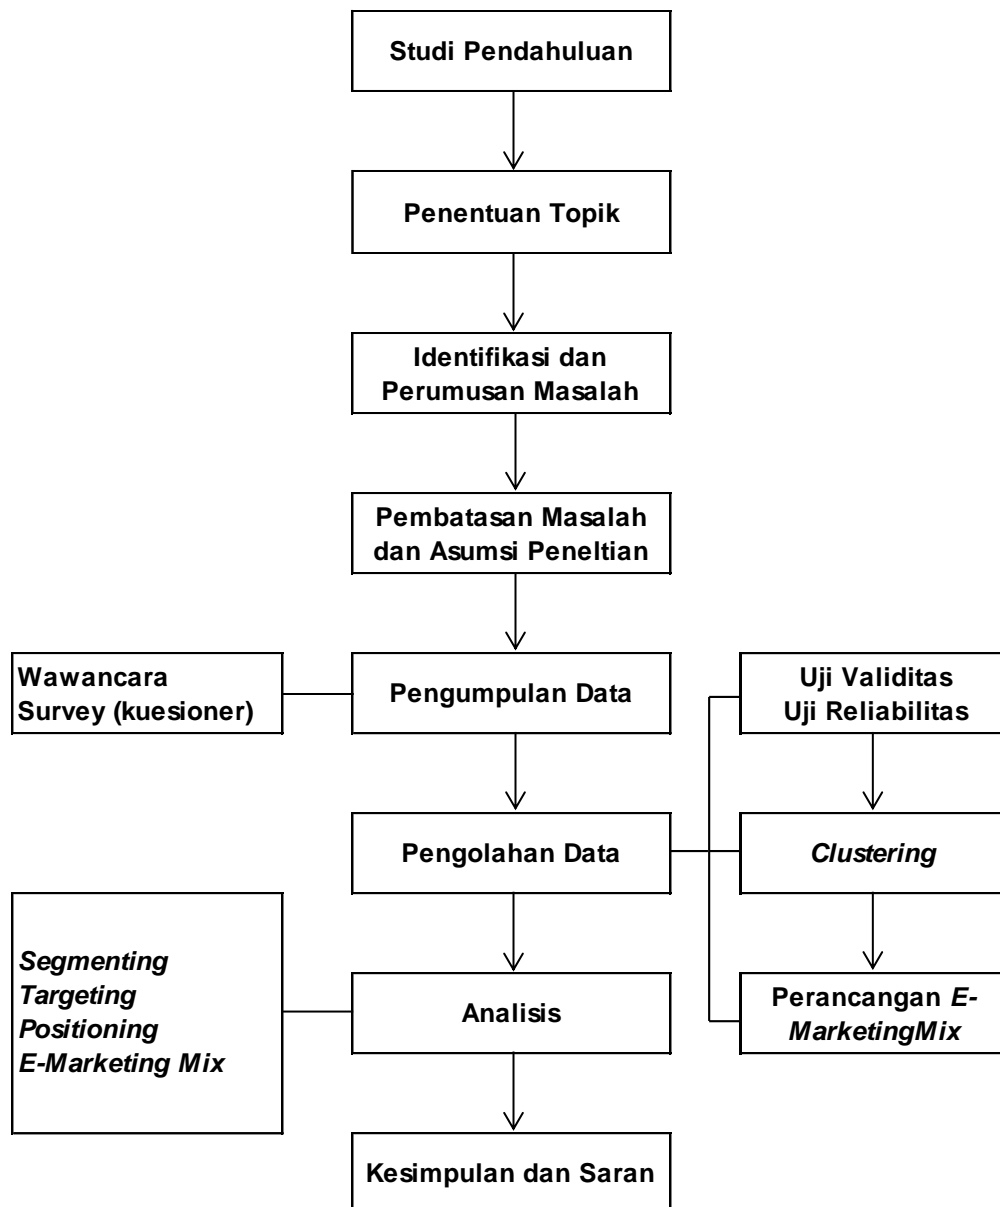 Studi Pendahuluan
Penentuan Topik
Identifikasi dan
Perumusan Masalah
Pembatasan Masalah
dan Asumsi Peneltian
Wawancara
Survey (kuesioner)
Pengumpulan Data
Uji Validitas
Uji Reliabilitas
Pengolahan Data
Clustering
Segmenting
Targeting
Positioning
E-Marketing Mix
Analisis
Perancangan E-
MarketingMix
Kesimpulan dan Saran